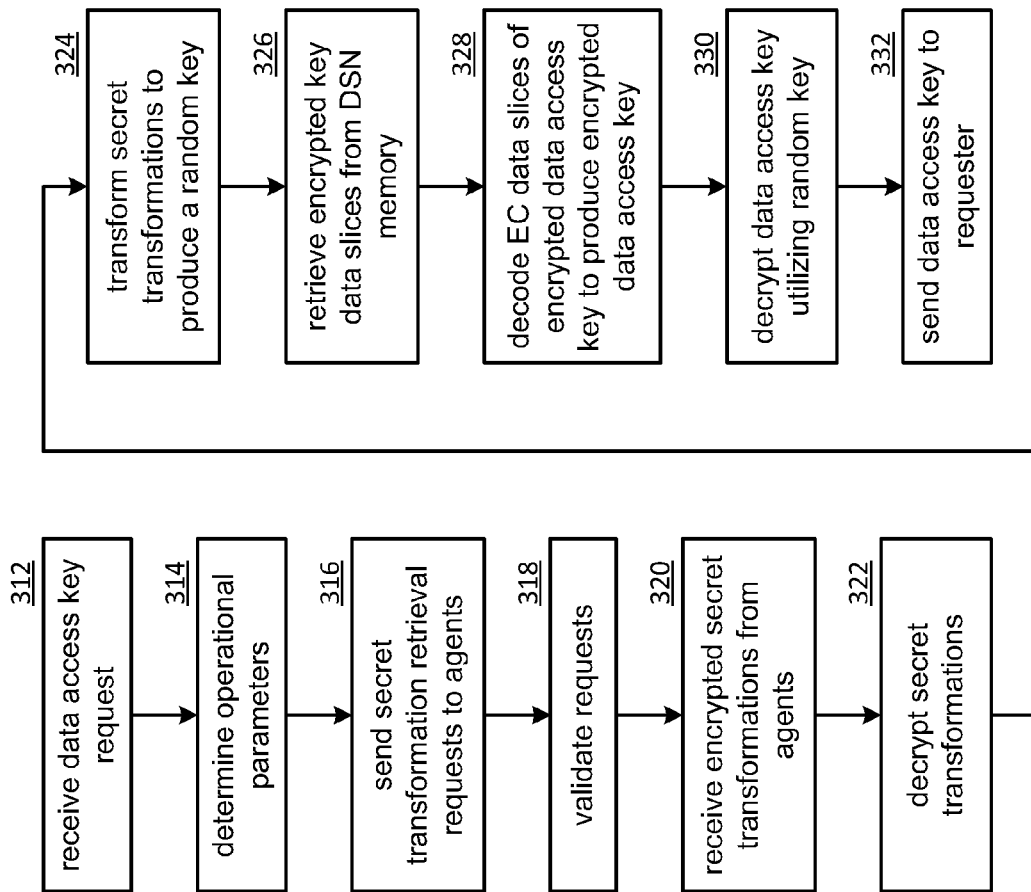 312
receive data access key
request
314
determine operational
parameters
316
send secret
transformation retrieval
requests to agents
318
validate requests
320
receive encrypted secret
transformations from
agents
322
decrypt secret
transformations
324
transform secret
transformations to
produce a random key
326
retrieve encrypted key
data slices from DSN
memory
328
decode EC data slices of
encrypted data access
key to produce encrypted
data access key
330
decrypt data access key
utilizing random key
332
send data access key to
requester